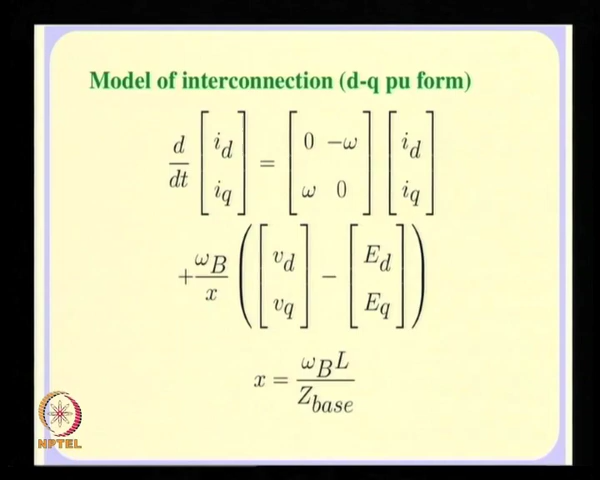 Model of interconnection (d-q pu form)
d/dt [i_d i_q] = [0 −ω ω 0] [i_d i_q]
+ω_B/x ([v_d v_q] − [E_d E_q])
x = ω_B L/Z_base
NPTEL